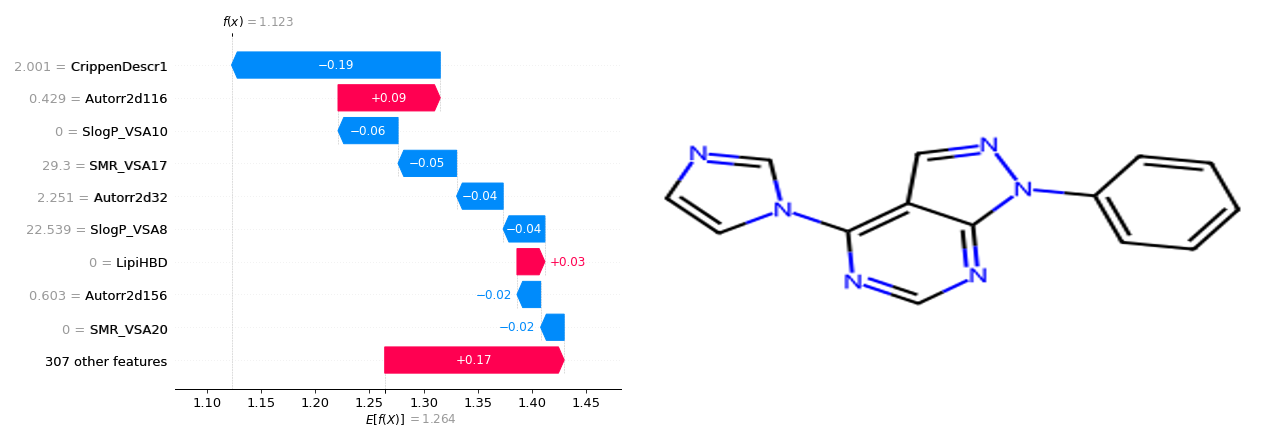 f(x) = 1.123
2.001 = CrippenDescr1
−0.19
0.429 = Autorr2d116
+0.09
0 = SlogP_VSA10
−0.06
29.3 = SMR_VSA17
−0.05
2.251 = Autorr2d32
−0.04
22.539 = SlogP_VSA8
−0.04
0 = LipiHBD
+0.03
0.603 = Autorr2d156
−0.02
0 = SMR_VSA20
−0.02
307 other features
+0.17
1.10 1.15 1.20 1.25 1.30 1.35 1.40 1.45
E[f(X)] = 1.264
N
N
N
N
N
N